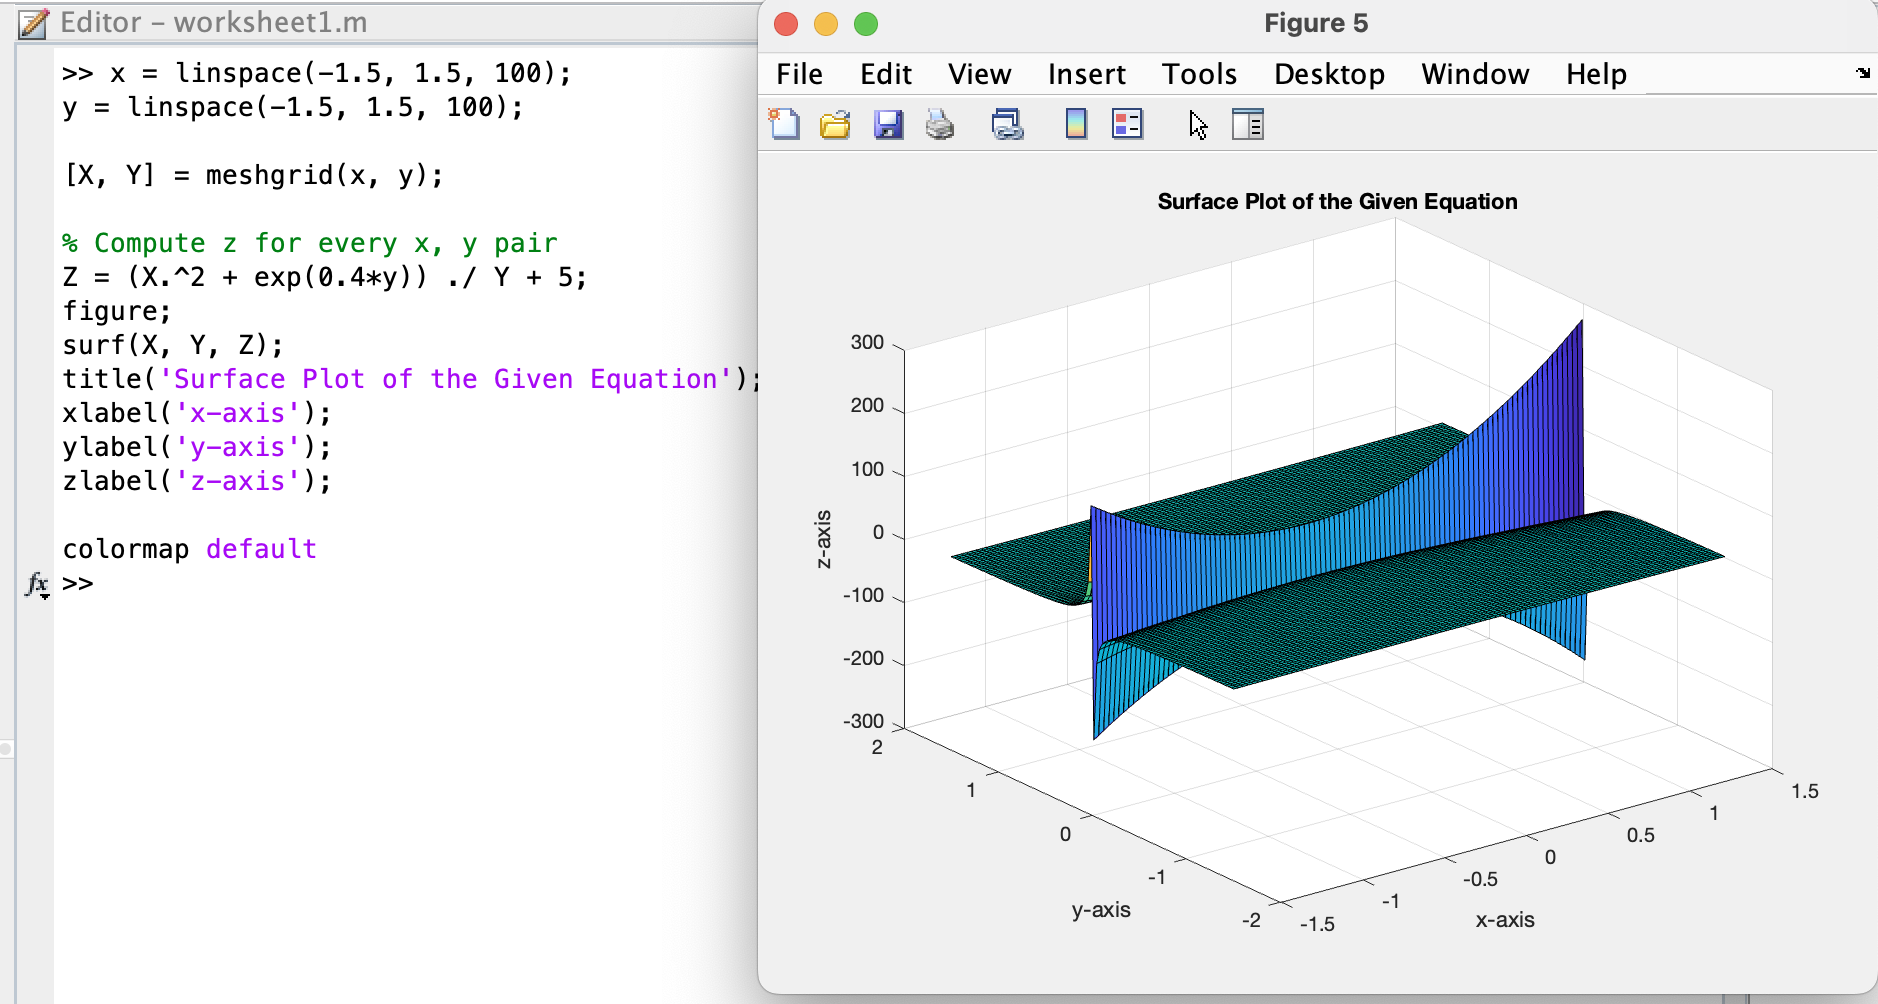 Editor – worksheet1.m
>> x = linspace(-1.5, 1.5, 100);
y = linspace(-1.5, 1.5, 100);
[X, Y] = meshgrid(x, y);
% Compute z for every x, y pair
Z = (X.^2 + exp(0.4*y)) ./ Y + 5;
figure;
surf(X, Y, Z);
title('Surface Plot of the Given Equation');
xlabel('x-axis');
ylabel('y-axis');
zlabel('z-axis');
colormap default
fx >>
Figure 5
File Edit View Insert Tools Desktop Window Help
Surface Plot of the Given Equation
300
200
100
0
-100
-200
-300
z-axis
2
1
0
-1
-2
y-axis
-1.5
-1
-0.5
0
0.5
1
1.5
x-axis